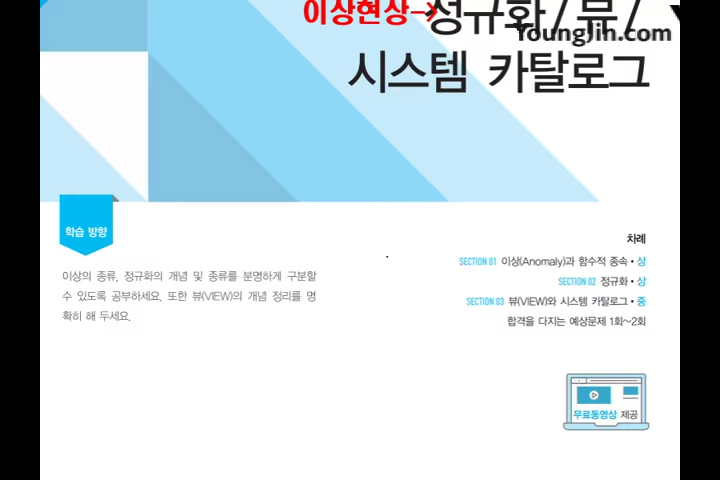 이상현상→ 정규화 / 뷰 /
YoungJin.com
시스템 카탈로그
학습 방향
이상의 종류, 정규화의 개념 및 종류를 분명하게 구분할
수 있도록 공부하세요. 또한 뷰(VIEW)의 개념 정리를 명
확히 해 두세요.
차례
SECTION 01 이상(Anomaly)과 함수적 종속 • 상
SECTION 02 정규화 • 상
SECTION 03 뷰(VIEW)와 시스템 카탈로그 • 중
합격을 다지는 예상문제 1회~2회
무료동영상 제공